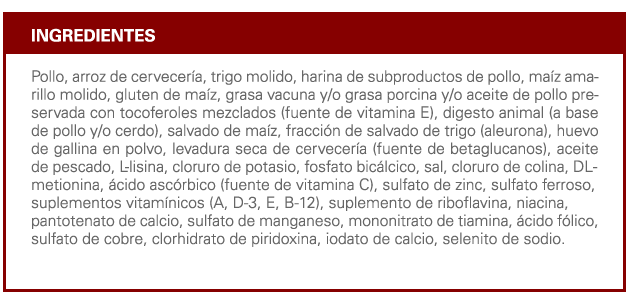 INGREDIENTES
Pollo, arroz de cervecería, trigo molido, harina de subproductos de pollo, maíz ama-
rillo molido, gluten de maíz, grasa vacuna y/o grasa porcina y/o aceite de pollo pre-
servada con tocoferoles mezclados (fuente de vitamina E), digesto animal (a base
de pollo y/o cerdo), salvado de maíz, fracción de salvado de trigo (aleurona), huevo
de gallina en polvo, levadura seca de cervecería (fuente de betaglucanos), aceite
de pescado, L-lisina, cloruro de potasio, fosfato bicálcico, sal, cloruro de colina, DL-
metionina, ácido ascórbico (fuente de vitamina C), sulfato de zinc, sulfato ferroso,
suplementos vitamínicos (A, D-3, E, B-12), suplemento de riboflavina, niacina,
pantotenato de calcio, sulfato de manganeso, mononitrato de tiamina, ácido fólico,
sulfato de cobre, clorhidrato de piridoxina, iodato de calcio, selenito de sodio.